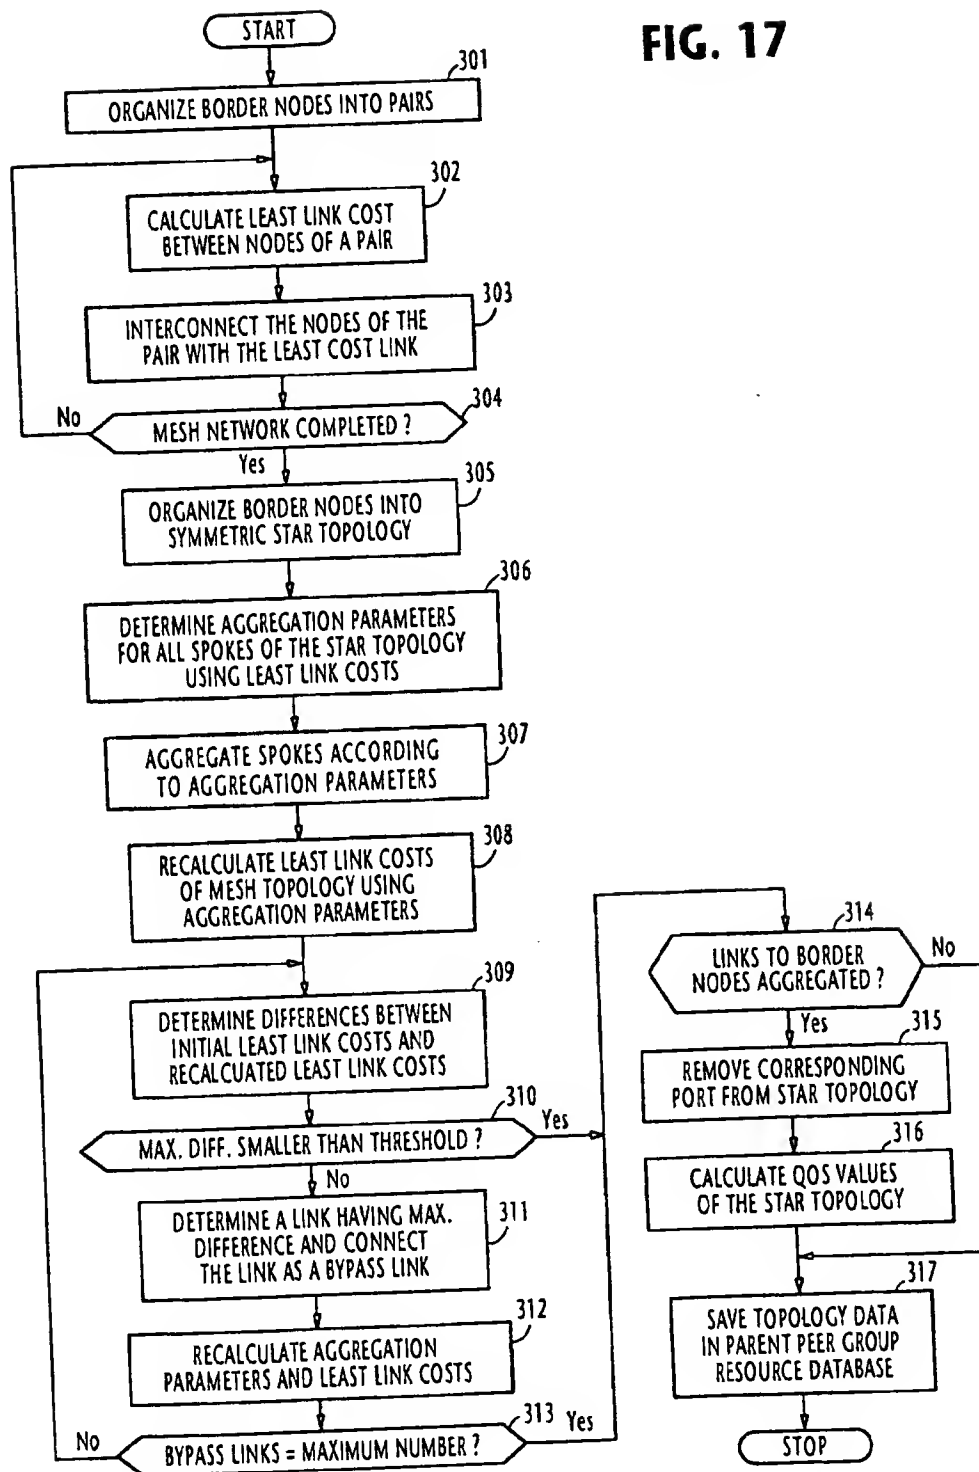 FIG. 17
START
301
ORGANIZE BORDER NODES INTO PAIRS
302
CALCULATE LEAST LINK COST
BETWEEN NODES OF A PAIR
303
INTERCONNECT THE NODES OF THE
PAIR WITH THE LEAST COST LINK
304
No
MESH NETWORK COMPLETED ?
Yes
305
ORGANIZE BORDER NODES INTO
SYMMETRIC STAR TOPOLOGY
306
DETERMINE AGGREGATION PARAMETERS
FOR ALL SPOKES OF THE STAR TOPOLOGY
USING LEAST LINK COSTS
307
AGGREGATE SPOKES ACCORDING
TO AGGREGATION PARAMETERS
308
RECALCULATE LEAST LINK COSTS
OF MESH TOPOLOGY USING
AGGREGATION PARAMETERS
309
DETERMINE DIFFERENCES BETWEEN
INITIAL LEAST LINK COSTS AND
RECALCUATED LEAST LINK COSTS
310
MAX. DIFF. SMALLER THAN THRESHOLD ?
Yes
No
311
DETERMINE A LINK HAVING MAX.
DIFFERENCE AND CONNECT
THE LINK AS A BYPASS LINK
312
RECALCULATE AGGREGATION
PARAMETERS AND LEAST LINK COSTS
313
No
BYPASS LINKS = MAXIMUM NUMBER ?
Yes
314
LINKS TO BORDER
NODES AGGREGATED ?
No
Yes
315
REMOVE CORRESPONDING
PORT FROM STAR TOPOLOGY
316
CALCULATE QOS VALUES
OF THE STAR TOPOLOGY
317
SAVE TOPOLOGY DATA
IN PARENT PEER GROUP
RESOURCE DATABASE
STOP